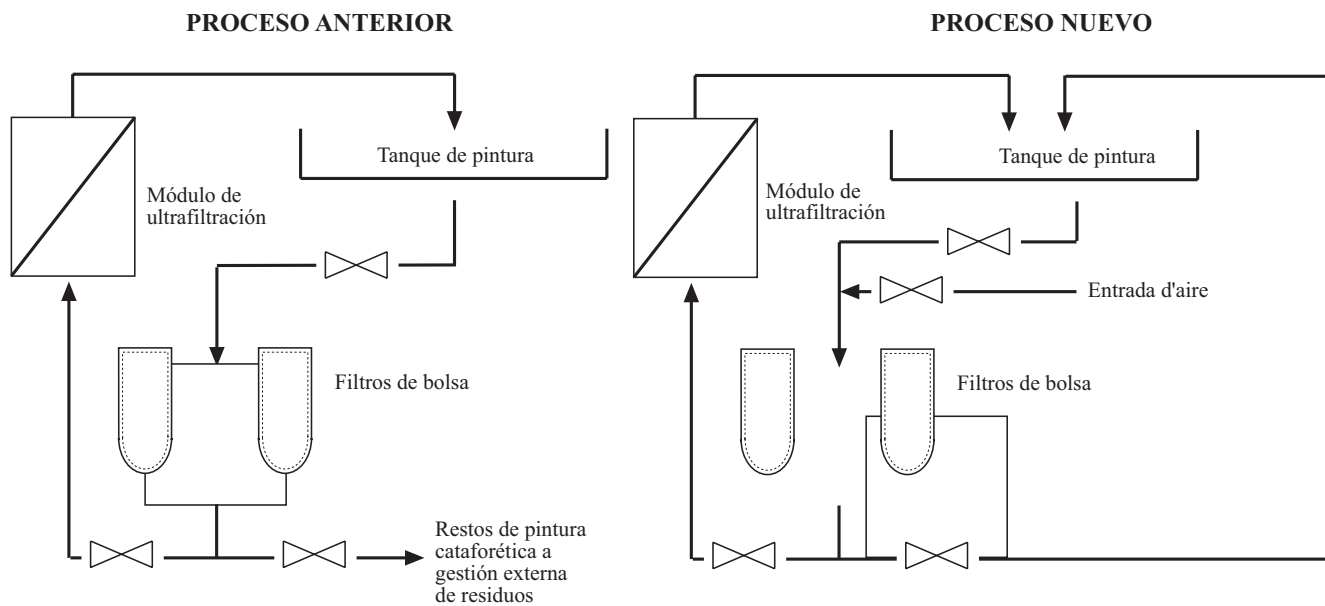 PROCESO ANTERIOR
Tanque de pintura
Módulo de
ultrafiltración
Filtros de bolsa
Restos de pintura
cataforética a
gestión externa
de residuos
PROCESO NUEVO
Tanque de pintura
Módulo de
ultrafiltración
Entrada d'aire
Filtros de bolsa